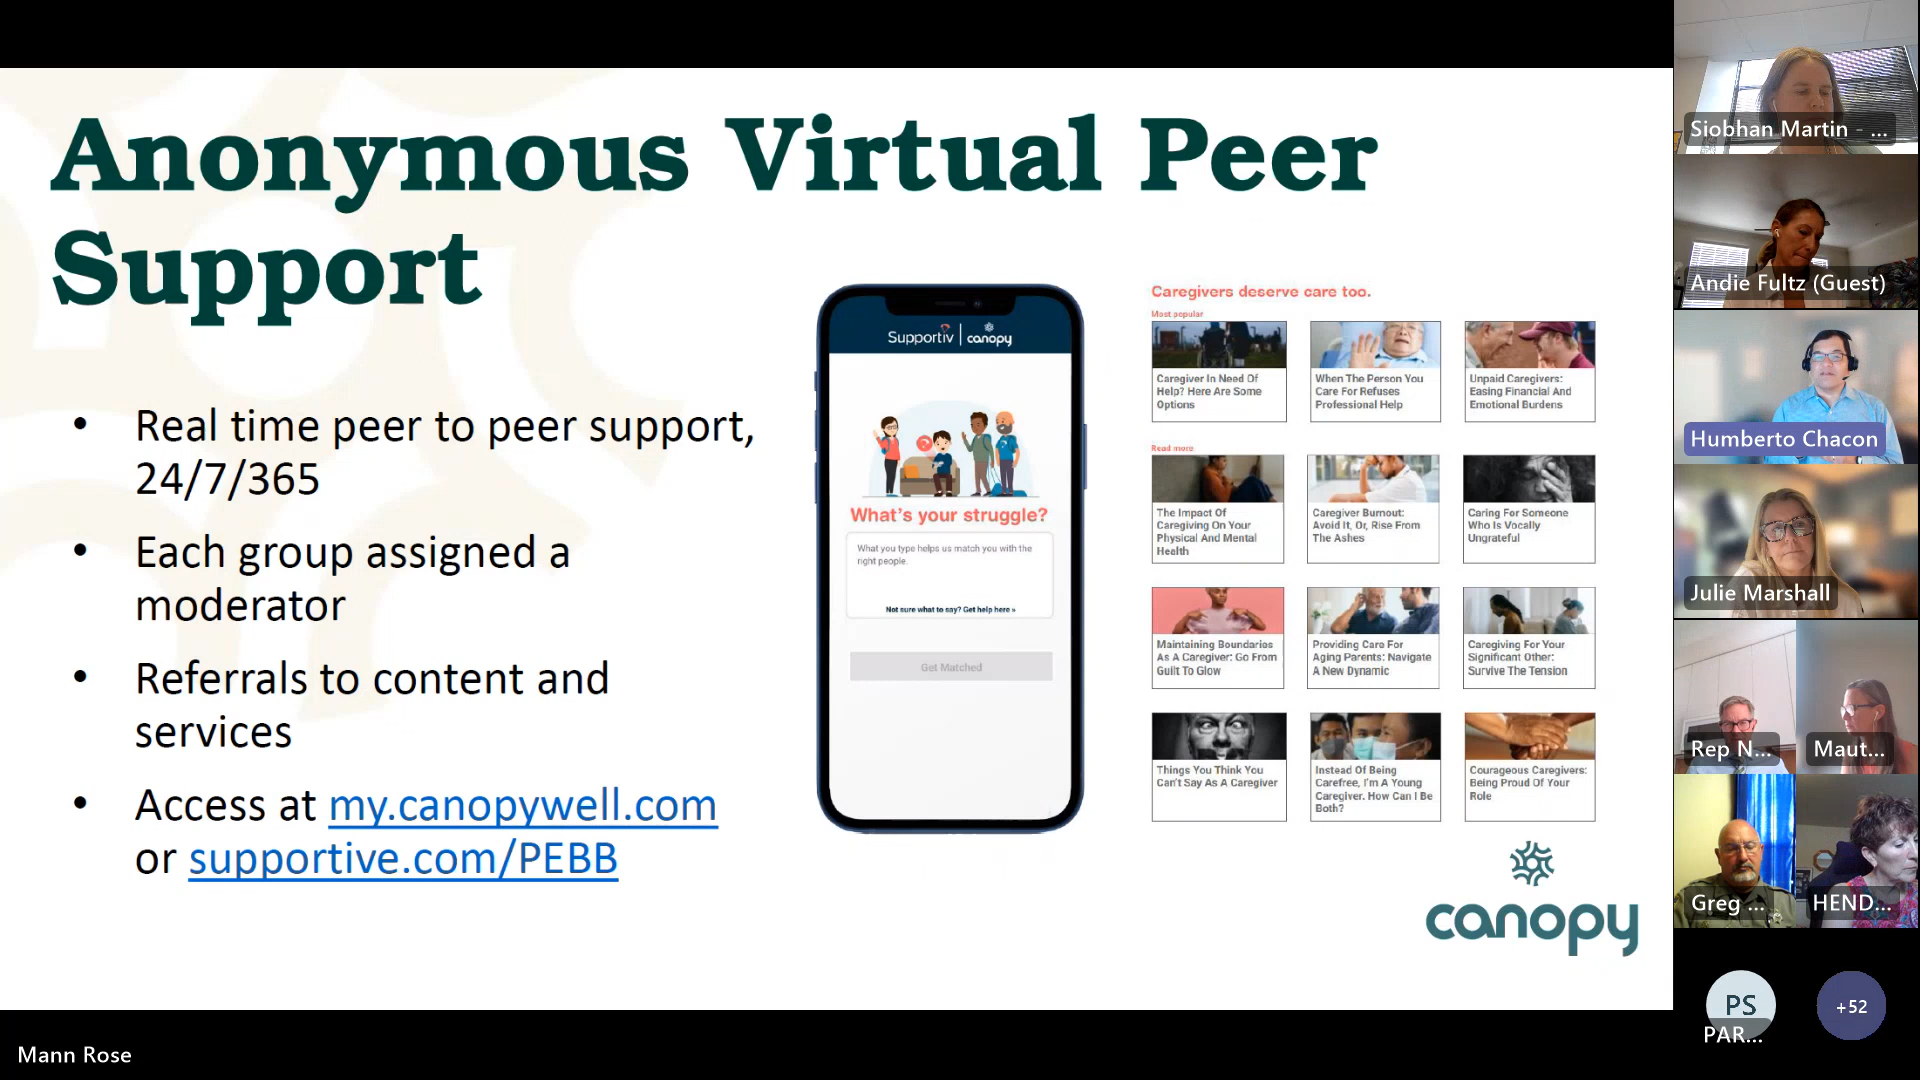 Anonymous Virtual Peer
Support
• Real time peer to peer support,
24/7/365
• Each group assigned a
moderator
• Referrals to content and
services
• Access at my.canopywell.com
or supportive.com/PEBB
Supportiv | canopy
What's your struggle?
What you type helps us match you with the
right people.
Not sure what to say? Get help here »
Get Matched
Caregivers deserve care too.
Most popular
Caregiver In Need Of
Help? Here Are Some
Options
When The Person You
Care For Refuses
Professional Help
Unpaid Caregivers:
Easing Financial And
Emotional Burdens
Read more
The Impact Of
Caregiving On Your
Physical And Mental
Health
Caregiver Burnout:
Avoid It, Or, Rise From
The Ashes
Caring For Someone
Who Is Vocally
Ungrateful
Maintaining Boundaries
As A Caregiver: Go From
Guilt To Glow
Providing Care For
Aging Parents: Navigate
A New Dynamic
Caregiving For Your
Significant Other:
Survive The Tension
Things You Think You
Can't Say As A Caregiver
Instead Of Being
Carefree, I'm A Young
Caregiver. How Can I Be
Both?
Courageous Caregivers:
Being Proud Of Your
Role
canopy
Siobhan Martin - ...
Andie Fultz (Guest)
Humberto Chacon
Julie Marshall
Rep N...
Maut...
Greg ...
HEND...
PS
PAR...
+52
Mann Rose